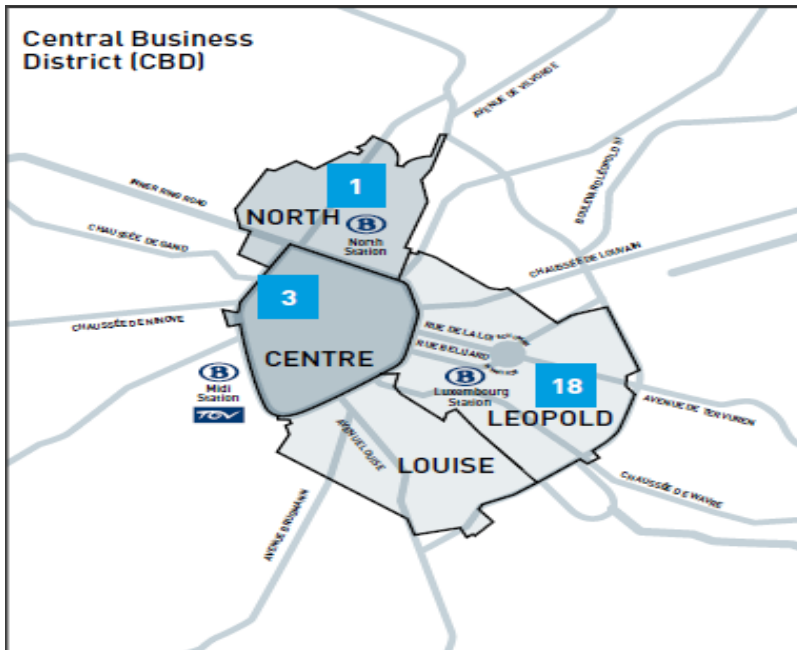 Central Business
District (CBD)
AVENUE DE VILVORDE
BOULEVARD LÉOPOLD III
INNER RING ROAD
1
NORTH
B
North
Station
CHAUSSÉE DE GAND
CHAUSSÉE DE LOUVAIN
3
CHAUSSÉE DE NINOVE
RUE DE LA LOI
RUE BELLIARD
CENTRE
B
Midi
Station
TGV
B
Luxembourg
Station
18
LEOPOLD
AVENUE DE TERVUREN
AVENUE LOUISE
LOUISE
CHAUSSÉE DE WAVRE
AVENUE BRUGMANN